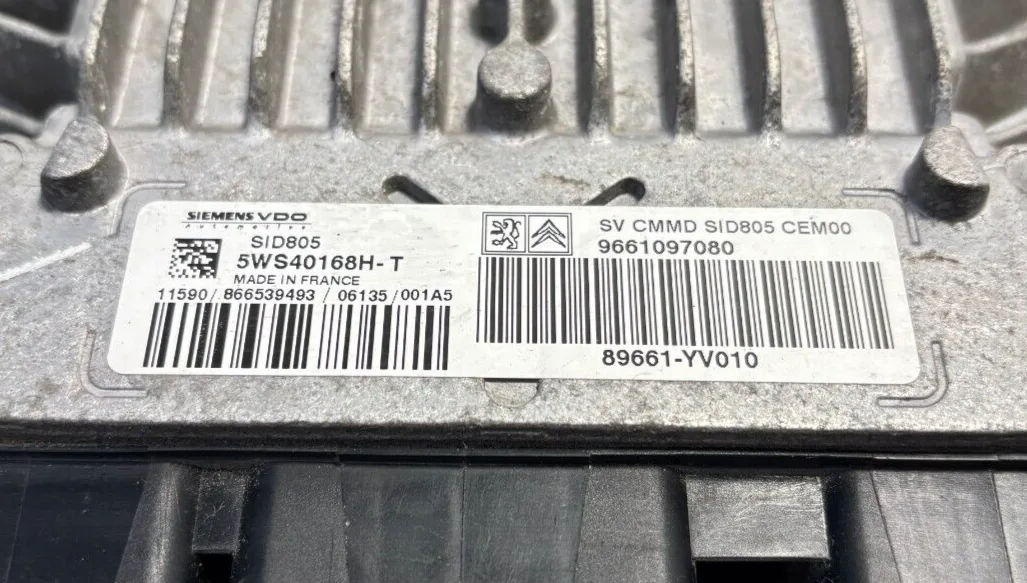 SIEMENS VDO
Automotive
SID805
5WS40168H-T
MADE IN FRANCE
11590/866539493/06135/001A5
SV CMMD SID805 CEM00
9661097080
89661-YV010